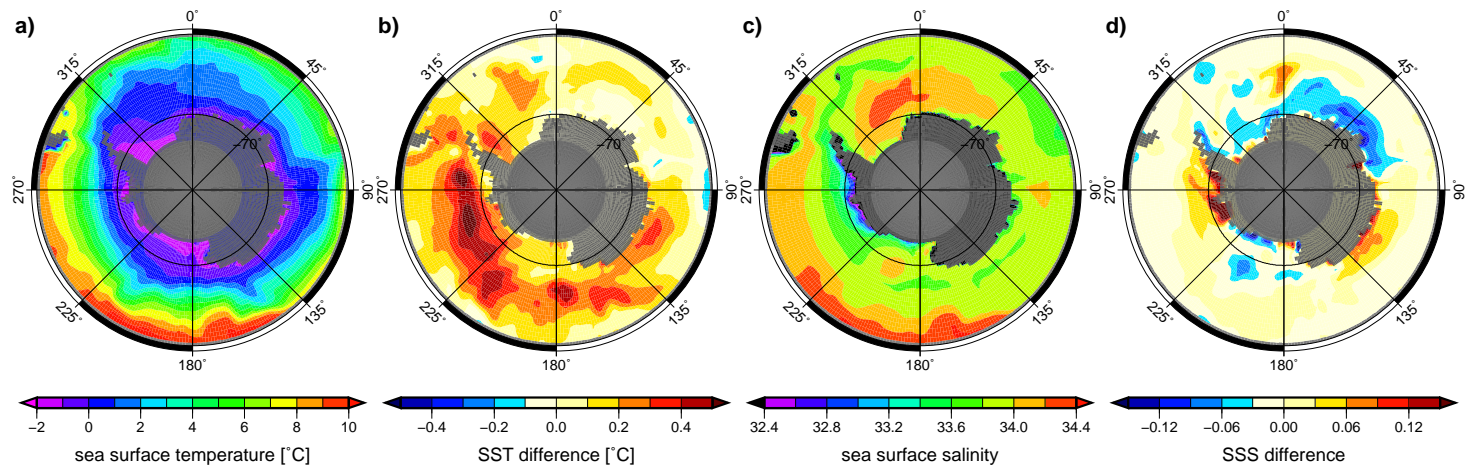 a) b) c) d)
0˚ 0˚ 0˚ 0˚
315˚ 45˚ 315˚ 45˚ 315˚ 45˚ 315˚ 45˚
−70˚ −70˚ −70˚ −70˚
270˚ 90˚ 270˚ 90˚ 270˚ 90˚ 270˚ 90˚
225˚ 135˚ 225˚ 135˚ 225˚ 135˚ 225˚ 135˚
180˚ 180˚ 180˚ 180˚
−2 0 2 4 6 8 10 −0.4 −0.2 0.0 0.2 0.4 32.4 32.8 33.2 33.6 34.0 34.4 −0.12 −0.06 0.00 0.06 0.12
sea surface temperature [˚C] SST difference [˚C] sea surface salinity SSS difference